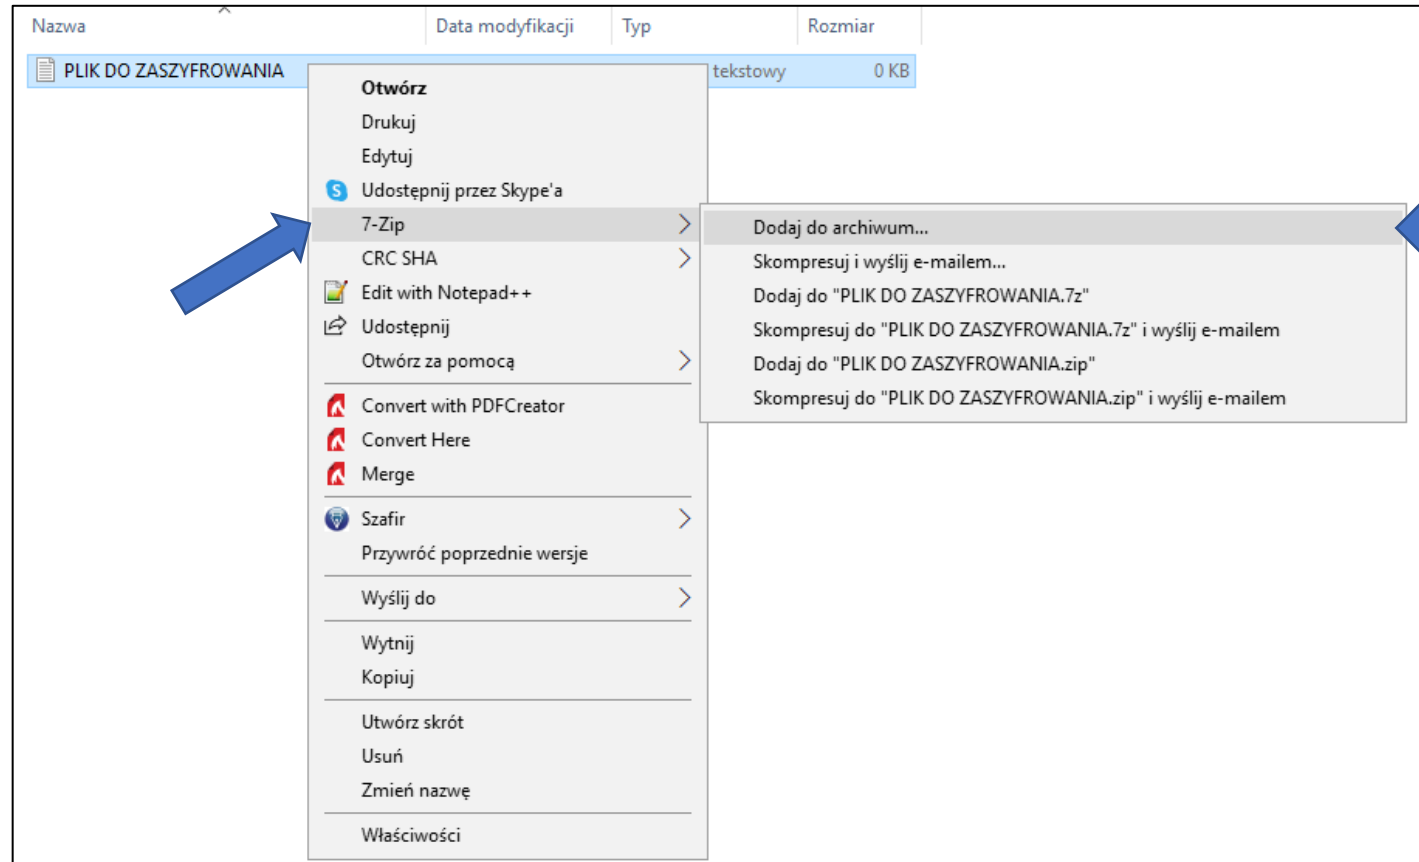 Nazwa Data modyfikacji Typ Rozmiar
PLIK DO ZASZYFROWANIA tekstowy 0 KB
Otwórz
Drukuj
Edytuj
Udostępnij przez Skype'a
7-Zip
CRC SHA
Edit with Notepad++
Udostępnij
Otwórz za pomocą
Convert with PDFCreator
Convert Here
Merge
Szafir
Przywróć poprzednie wersje
Wyślij do
Wytnij
Kopiuj
Utwórz skrót
Usuń
Zmień nazwę
Właściwości
Dodaj do archiwum...
Skompresuj i wyślij e-mailem...
Dodaj do "PLIK DO ZASZYFROWANIA.7z"
Skompresuj do "PLIK DO ZASZYFROWANIA.7z" i wyślij e-mailem
Dodaj do "PLIK DO ZASZYFROWANIA.zip"
Skompresuj do "PLIK DO ZASZYFROWANIA.zip" i wyślij e-mailem